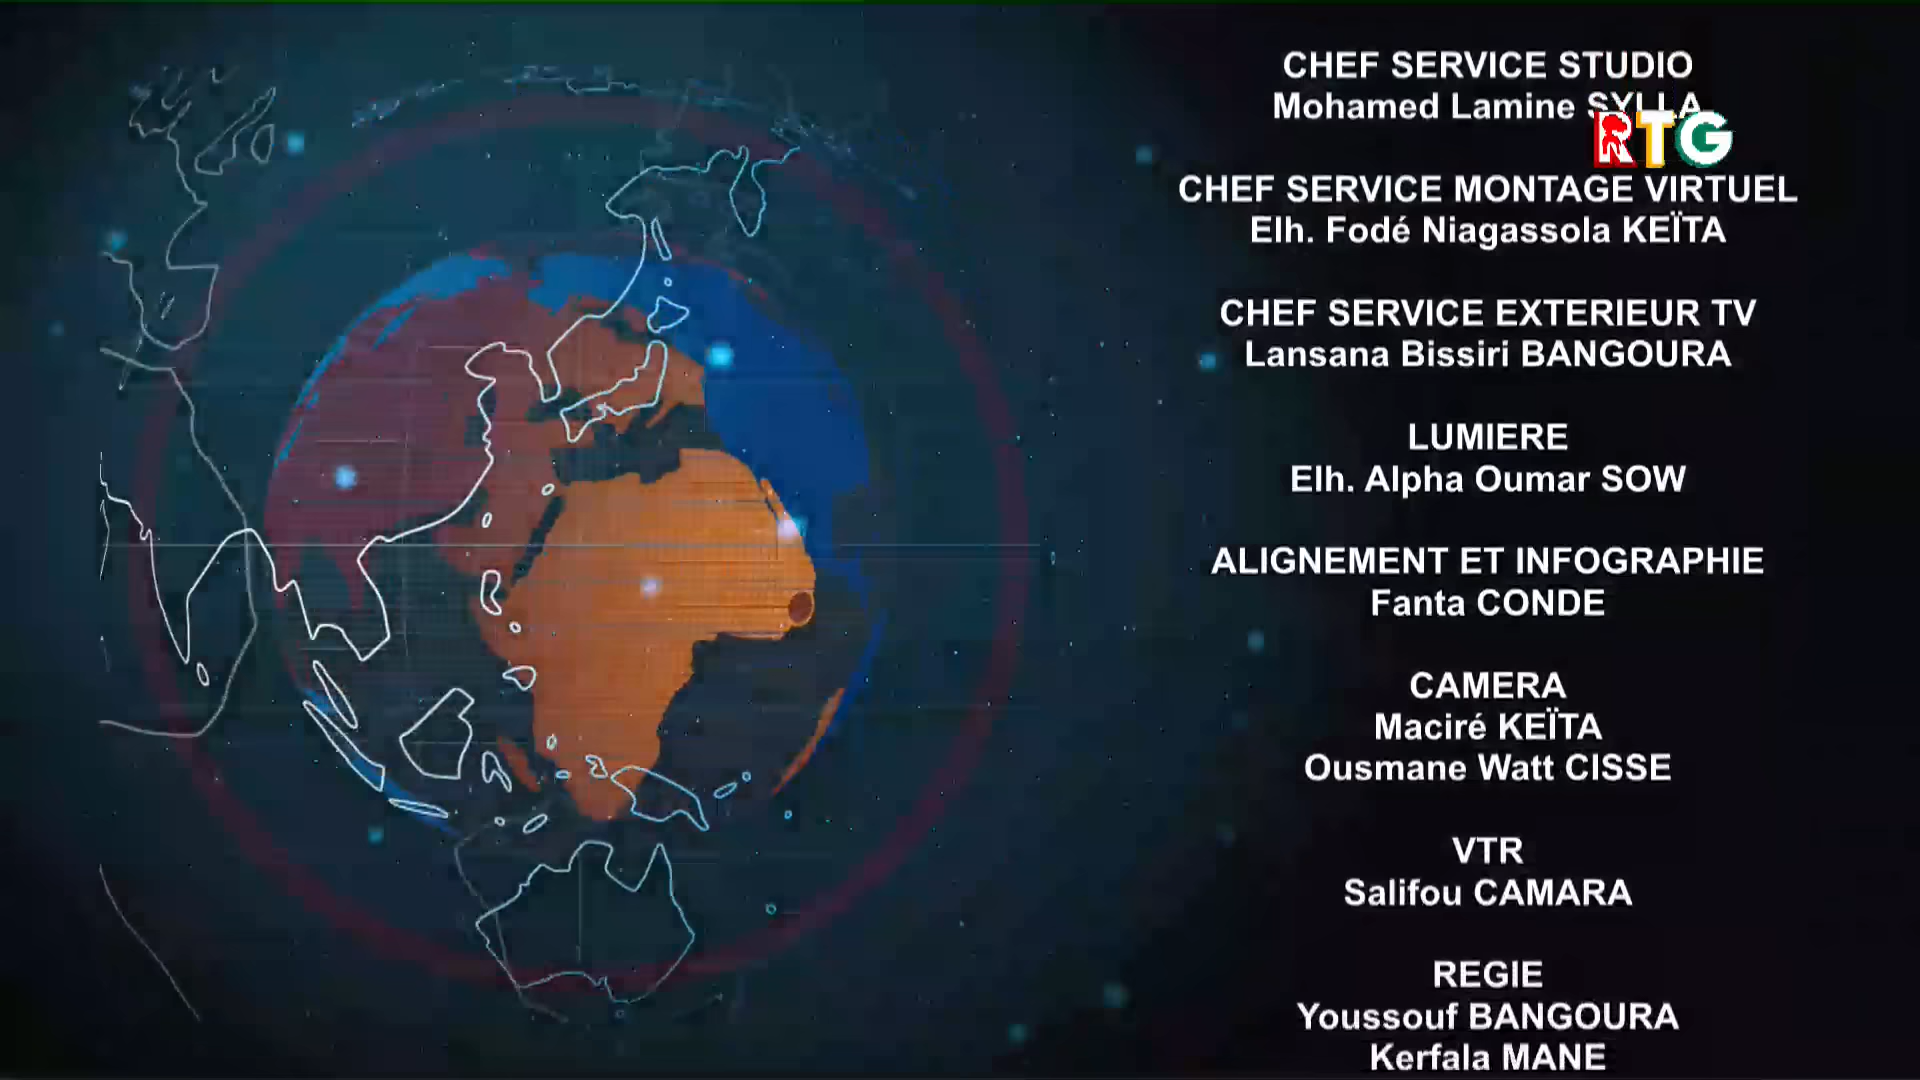 CHEF SERVICE STUDIO
Mohamed Lamine SYLLA
RTG
CHEF SERVICE MONTAGE VIRTUEL
Elh. Fodé Niagassola KEÏTA
CHEF SERVICE EXTERIEUR TV
Lansana Bissiri BANGOURA
LUMIERE
Elh. Alpha Oumar SOW
ALIGNEMENT ET INFOGRAPHIE
Fanta CONDE
CAMERA
Maciré KEÏTA
Ousmane Watt CISSE
VTR
Salifou CAMARA
REGIE
Youssouf BANGOURA
Kerfala MANE